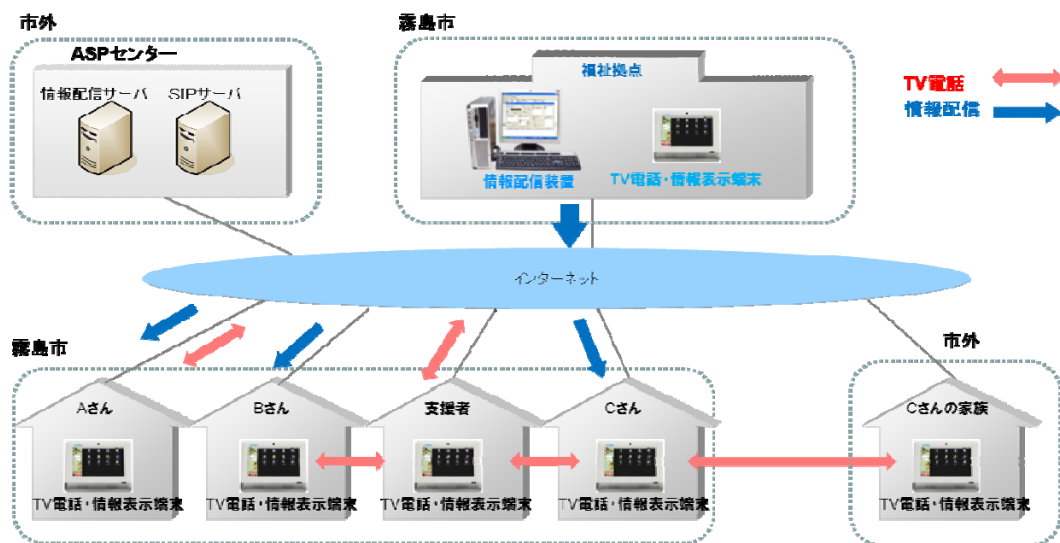 市外
ASPセンター
情報配信サーバ
SIPサーバ
霧島市
福祉拠点
情報配信装置
TV電話・情報表示端末
TV電話
情報配信
インターネット
霧島市
Aさん
TV電話・情報表示端末
Bさん
TV電話・情報表示端末
支援者
TV電話・情報表示端末
Cさん
TV電話・情報表示端末
市外
Cさんの家族
TV電話・情報表示端末